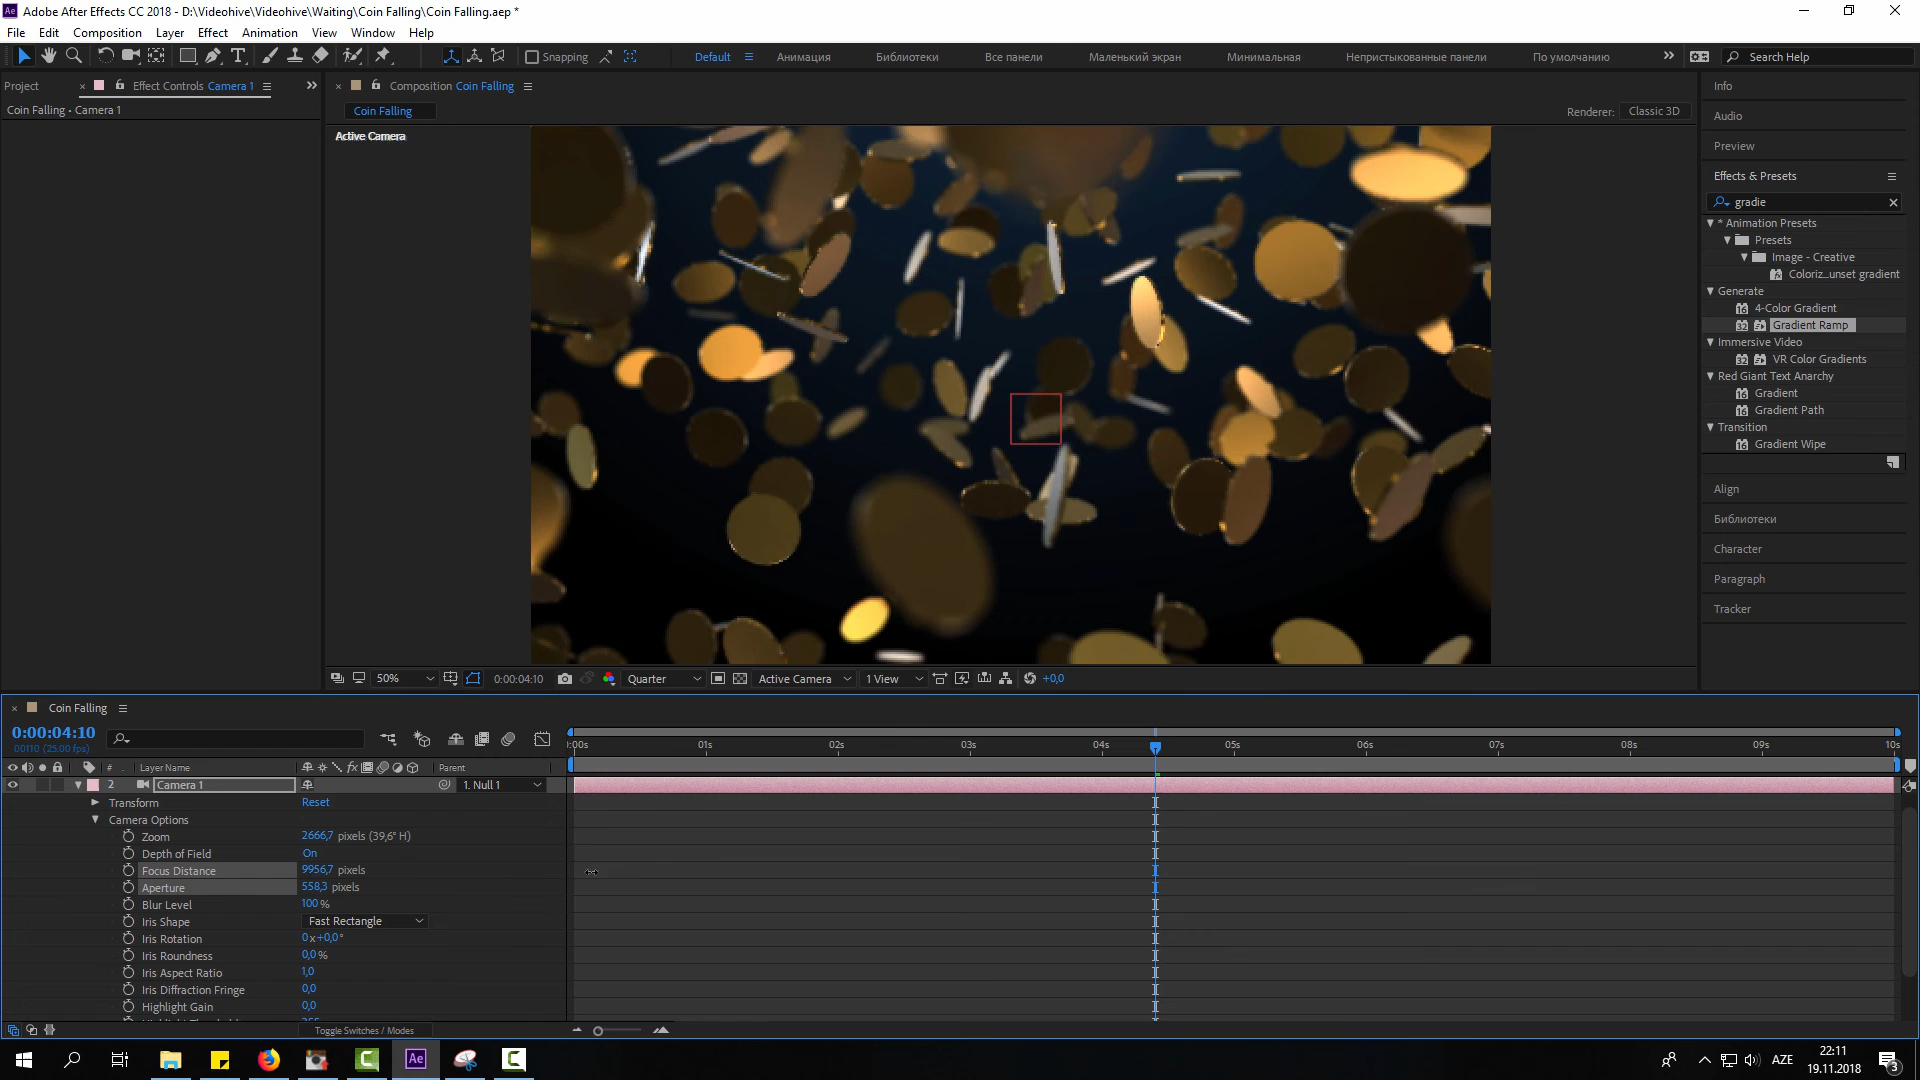 Adobe After Effects CC 2018 - D:\Videohive\Videohive\Waiting\Coin Falling\Coin Falling.aep *
File Edit Composition Layer Effect Animation View Window Help
Snapping Default Анимация Библиотеки Все панели Маленький экран Минимальная Непристыкованные панели По умолчанию Search Help
Project Effect Controls Camera 1 Composition Coin Falling
Coin Falling • Camera 1
Coin Falling Renderer: Classic 3D
Active Camera
Info
Audio
Preview
Effects & Presets
gradie
* Animation Presets
Presets
Image - Creative
Coloriz...unset gradient
Generate
4-Color Gradient
Gradient Ramp
Immersive Video
VR Color Gradients
Red Giant Text Anarchy
Gradient
Gradient Path
Transition
Gradient Wipe
Align
Библиотеки
Character
Paragraph
Tracker
50% 0:00:04:10 Quarter Active Camera 1 View +0,0
Coin Falling
0:00:04:10
00110 (25.00 fps)
:00s 01s 02s 03s 04s 05s 06s 07s 08s 09s 10s
# Layer Name Parent
2 Camera 1 1. Null 1
Transform Reset
Camera Options
Zoom 2666,7 pixels (39,6° H)
Depth of Field On
Focus Distance 9956,7 pixels
Aperture 558,3 pixels
Blur Level 100 %
Iris Shape Fast Rectangle
Iris Rotation 0x+0,0°
Iris Roundness 0,0 %
Iris Aspect Ratio 1,0
Iris Diffraction Fringe 0,0
Highlight Gain 0,0
Toggle Switches / Modes
AZE 22:11
19.11.2018
3